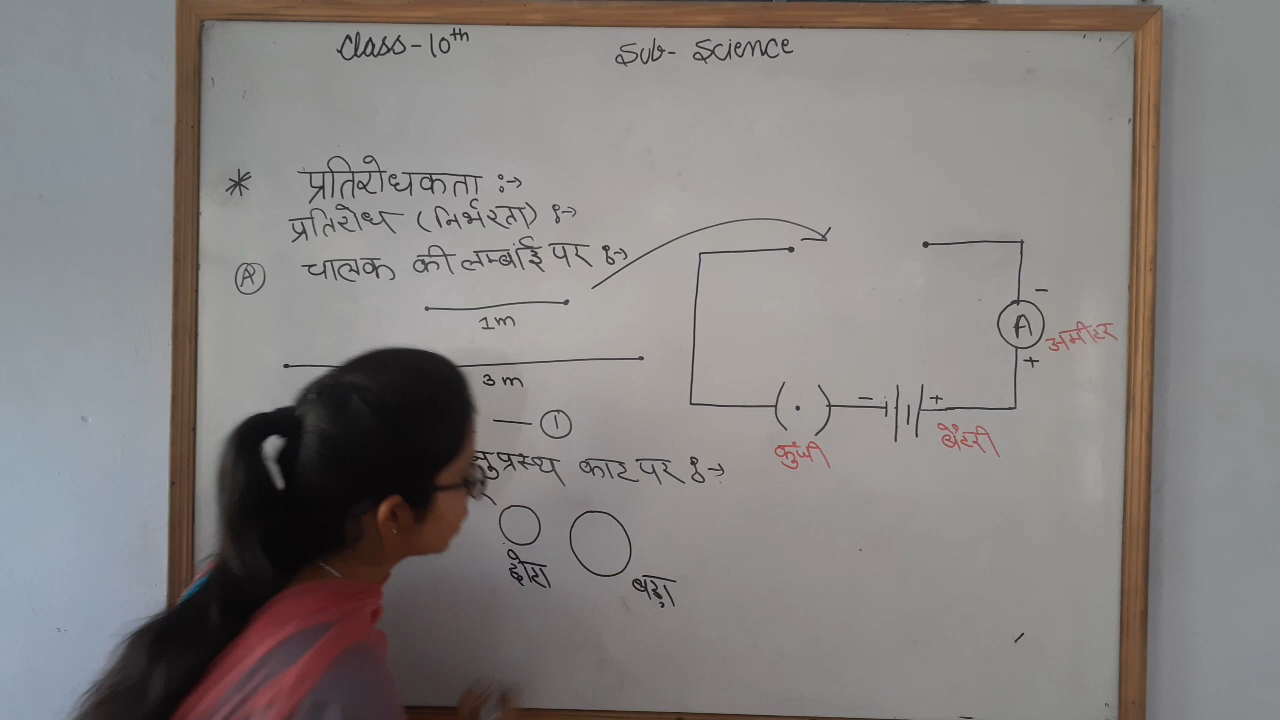 Class-10th Sub- Science
* प्रतिरोधकता :->
प्रतिरोध (निर्भरता) :->
(A) चालक की लम्बाई पर :->
1m
3m
— (1)
नुप्रस्थ काट पर :->
छोटा
बड़ा
-
A
अमीटर
+
- +
कुंजी
बैटरी